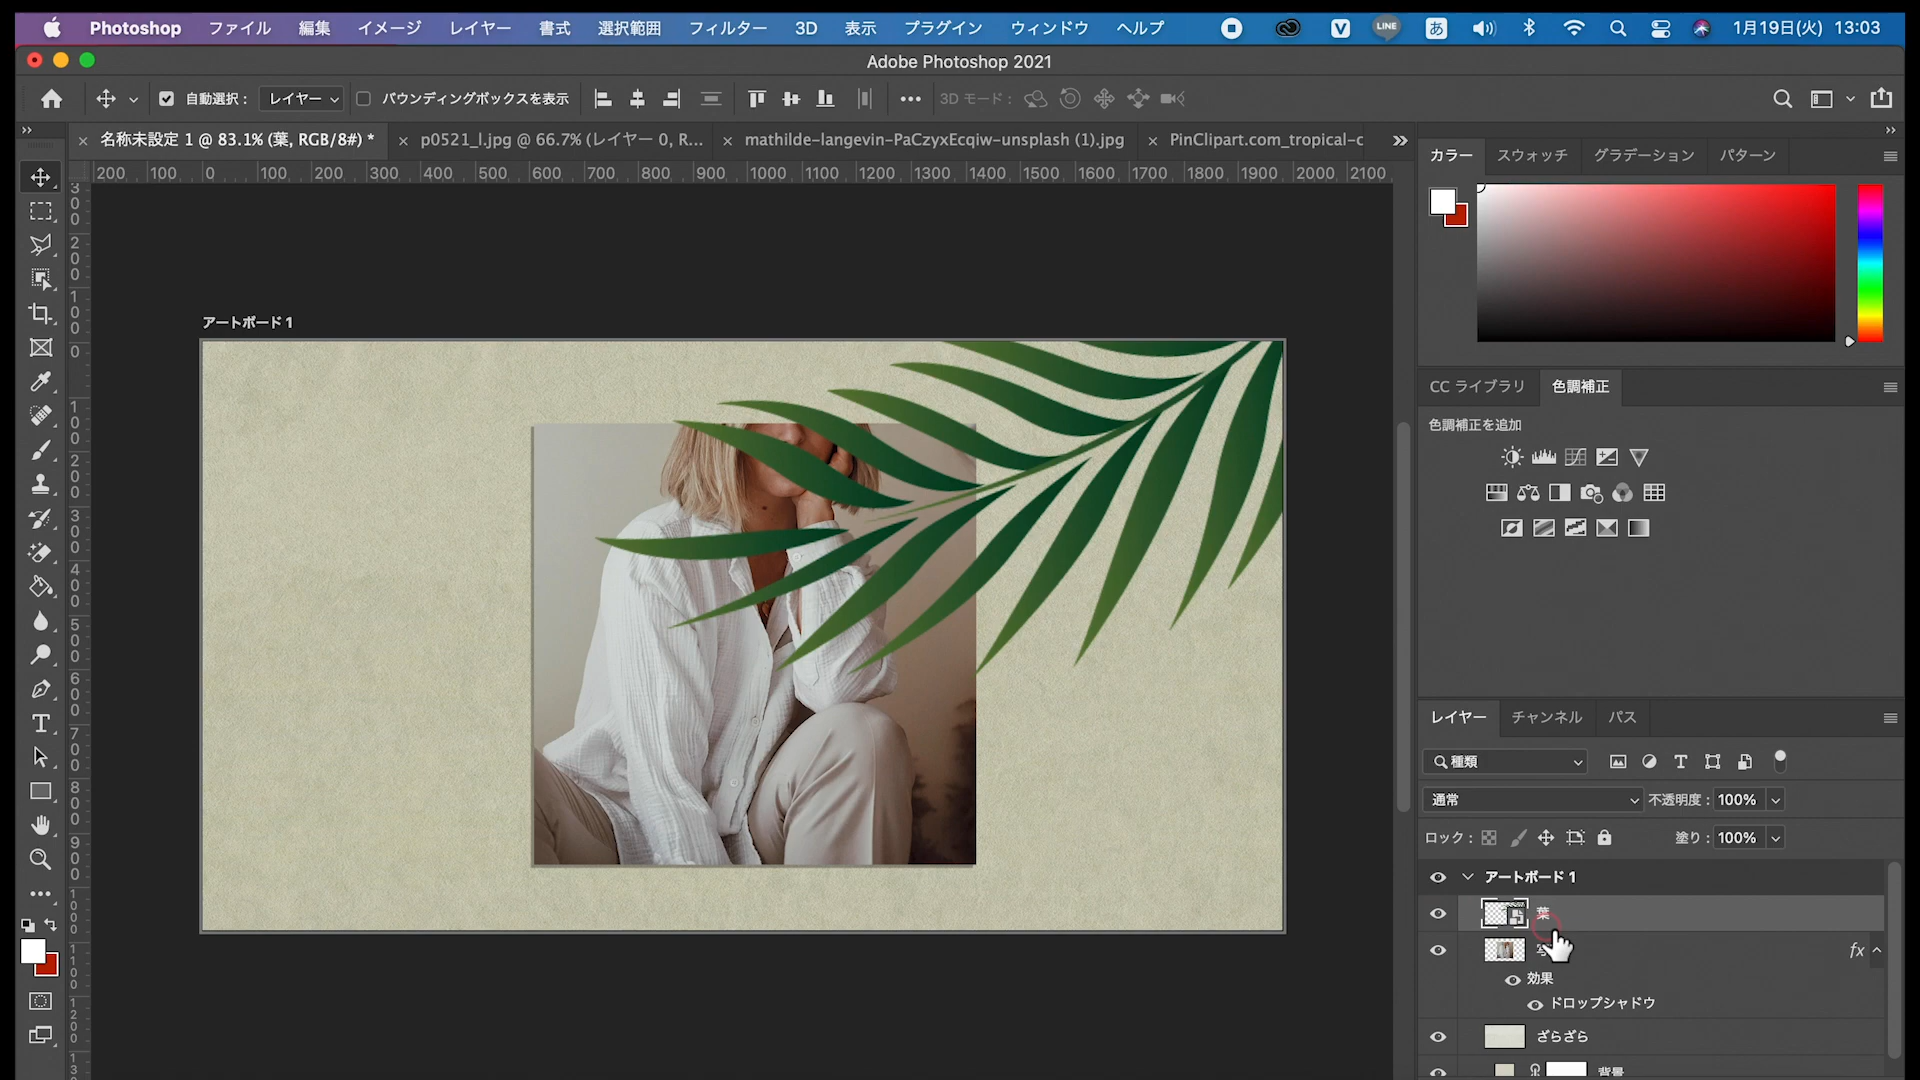 Photoshop ファイル 編集 イメージ レイヤー 書式 選択範囲 フィルター 3D 表示 プラグイン ウィンドウ ヘルプ V LINE あ 1月19日(火) 13:03
Adobe Photoshop 2021
自動選択： レイヤー バウンディングボックスを表示 3D モード：
名称未設定 1 @ 83.1% (葉, RGB/8#) * p0521_l.jpg @ 66.7% (レイヤー 0, R... mathilde-langevin-PaCzyxEcqiw-unsplash (1).jpg PinClipart.com_tropical-c
カラー スウォッチ グラデーション パターン
200 100 0 100 200 300 400 500 600 700 800 900 1000 1100 1200 1300 1400 1500 1600 1700 1800 1900 2000 2100
アートボード 1
CC ライブラリ 色調補正
色調補正を追加
レイヤー チャンネル パス
種類
通常 不透明度： 100%
ロック： 塗り： 100%
アートボード 1
葉
fx
効果
ドロップシャドウ
ざらざら
背景